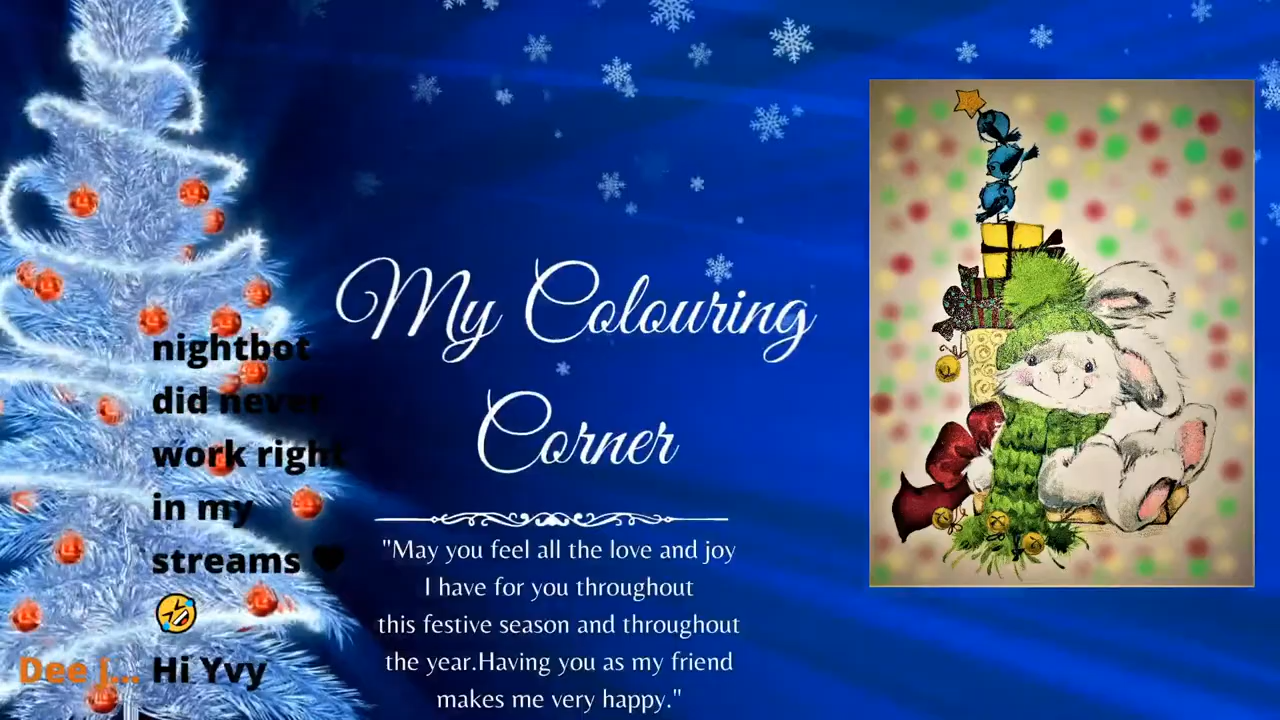 My Colouring
Corner
"May you feel all the love and joy
I have for you throughout
this festive season and throughout
the year.Having you as my friend
makes me very happy."
nightbot
did never
work right
in my
streams 🖤
🤣
Dee J... Hi Yvy